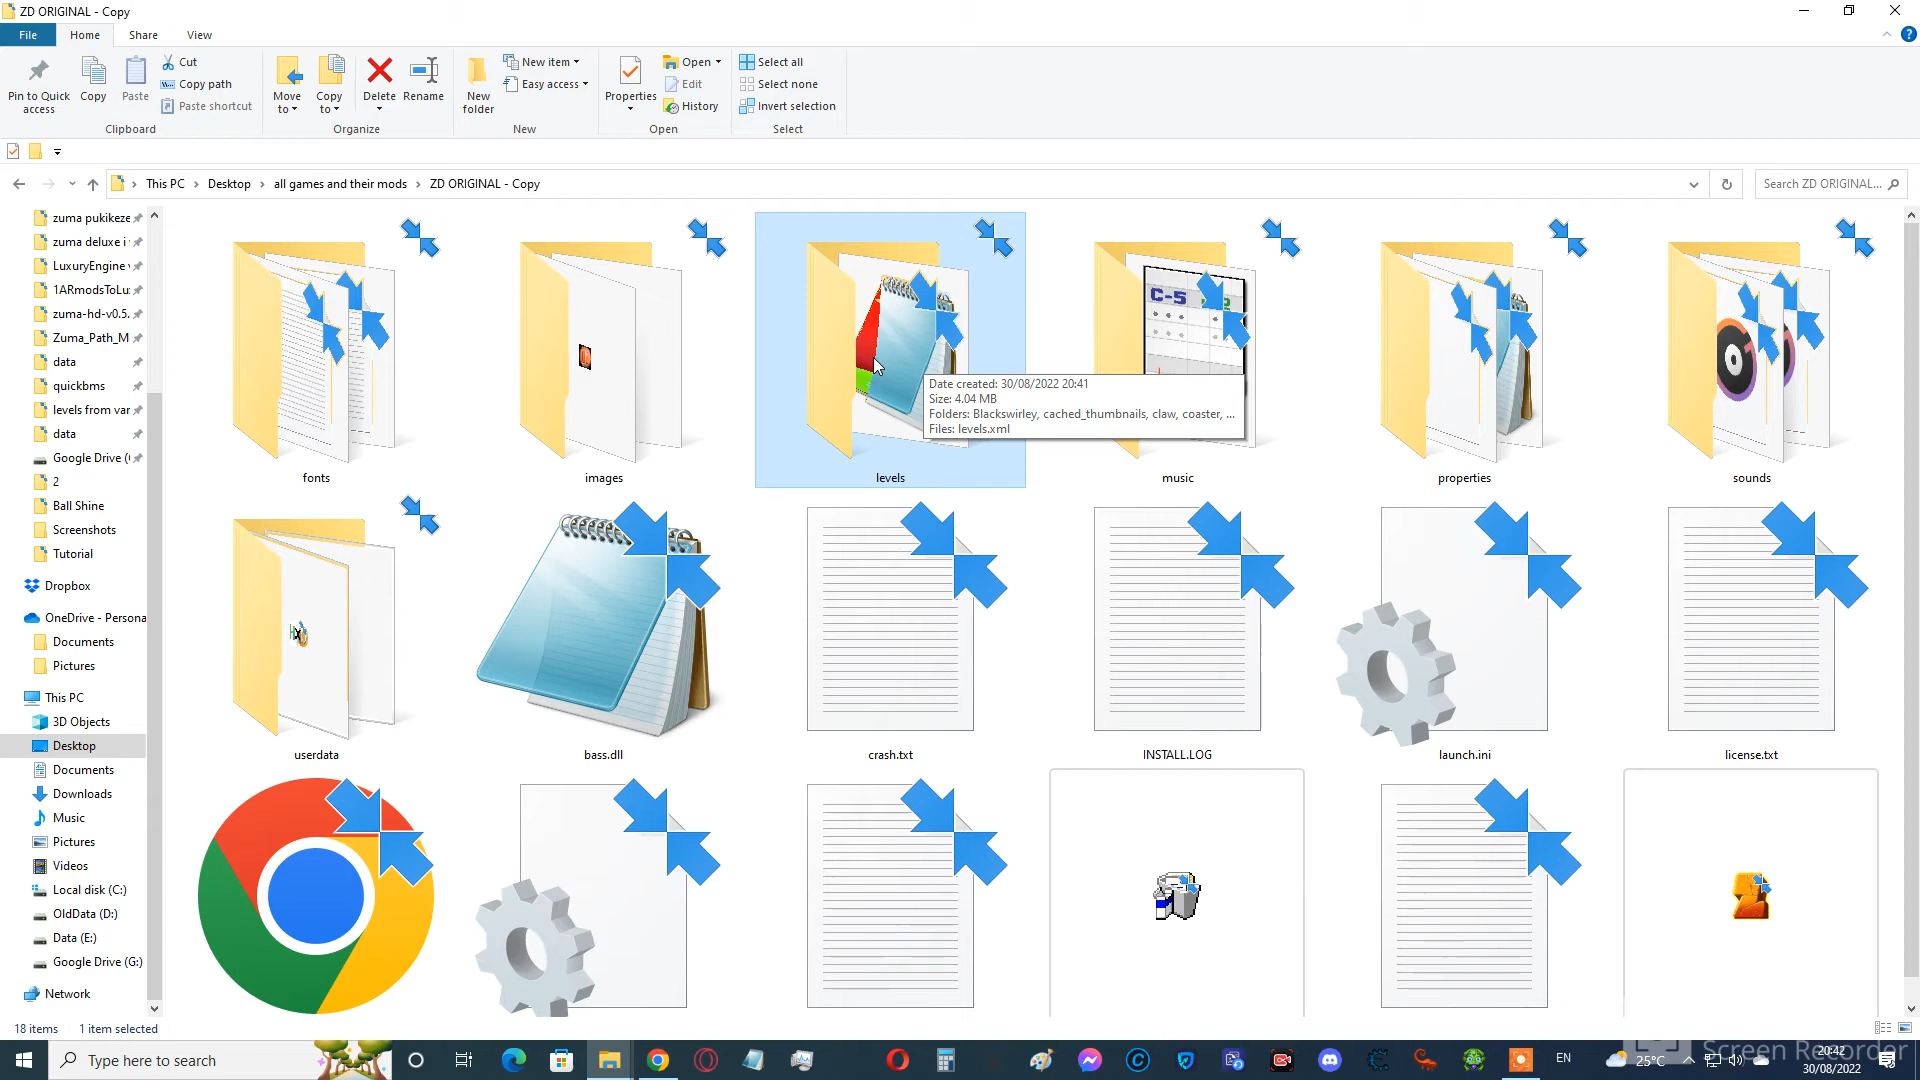 ZD ORIGINAL - Copy
File
Home
Share
View
Pin to Quick access
Copy
Paste
Cut
Copy path
Paste shortcut
Clipboard
Move to
Copy to
Delete
Rename
Organize
New folder
New item
Easy access
New
Properties
Open
Edit
History
Open
Select all
Select none
Invert selection
Select
This PC > Desktop > all games and their mods > ZD ORIGINAL - Copy
Search ZD ORIGINAL...
zuma pukikeze
zuma deluxe i
LuxuryEngine
1ARmodsToLu
zuma-hd-v0.5.
Zuma_Path_M
data
quickbms
levels from var
data
Google Drive (
2
Ball Shine
Screenshots
Tutorial
Dropbox
OneDrive - Persona
Documents
Pictures
This PC
3D Objects
Desktop
Documents
Downloads
Music
Pictures
Videos
Local disk (C:)
OldData (D:)
Data (E:)
Google Drive (G:)
Network
C-5
Date created: 30/08/2022 20:41
Size: 4.04 MB
Folders: Blackswirley, cached_thumbnails, claw, coaster, ...
Files: levels.xml
fonts
images
levels
music
properties
sounds
userdata
bass.dll
crash.txt
INSTALL.LOG
launch.ini
license.txt
18 items
1 item selected
Type here to search
EN
25°C
20:42
30/08/2022
Screen Recorder